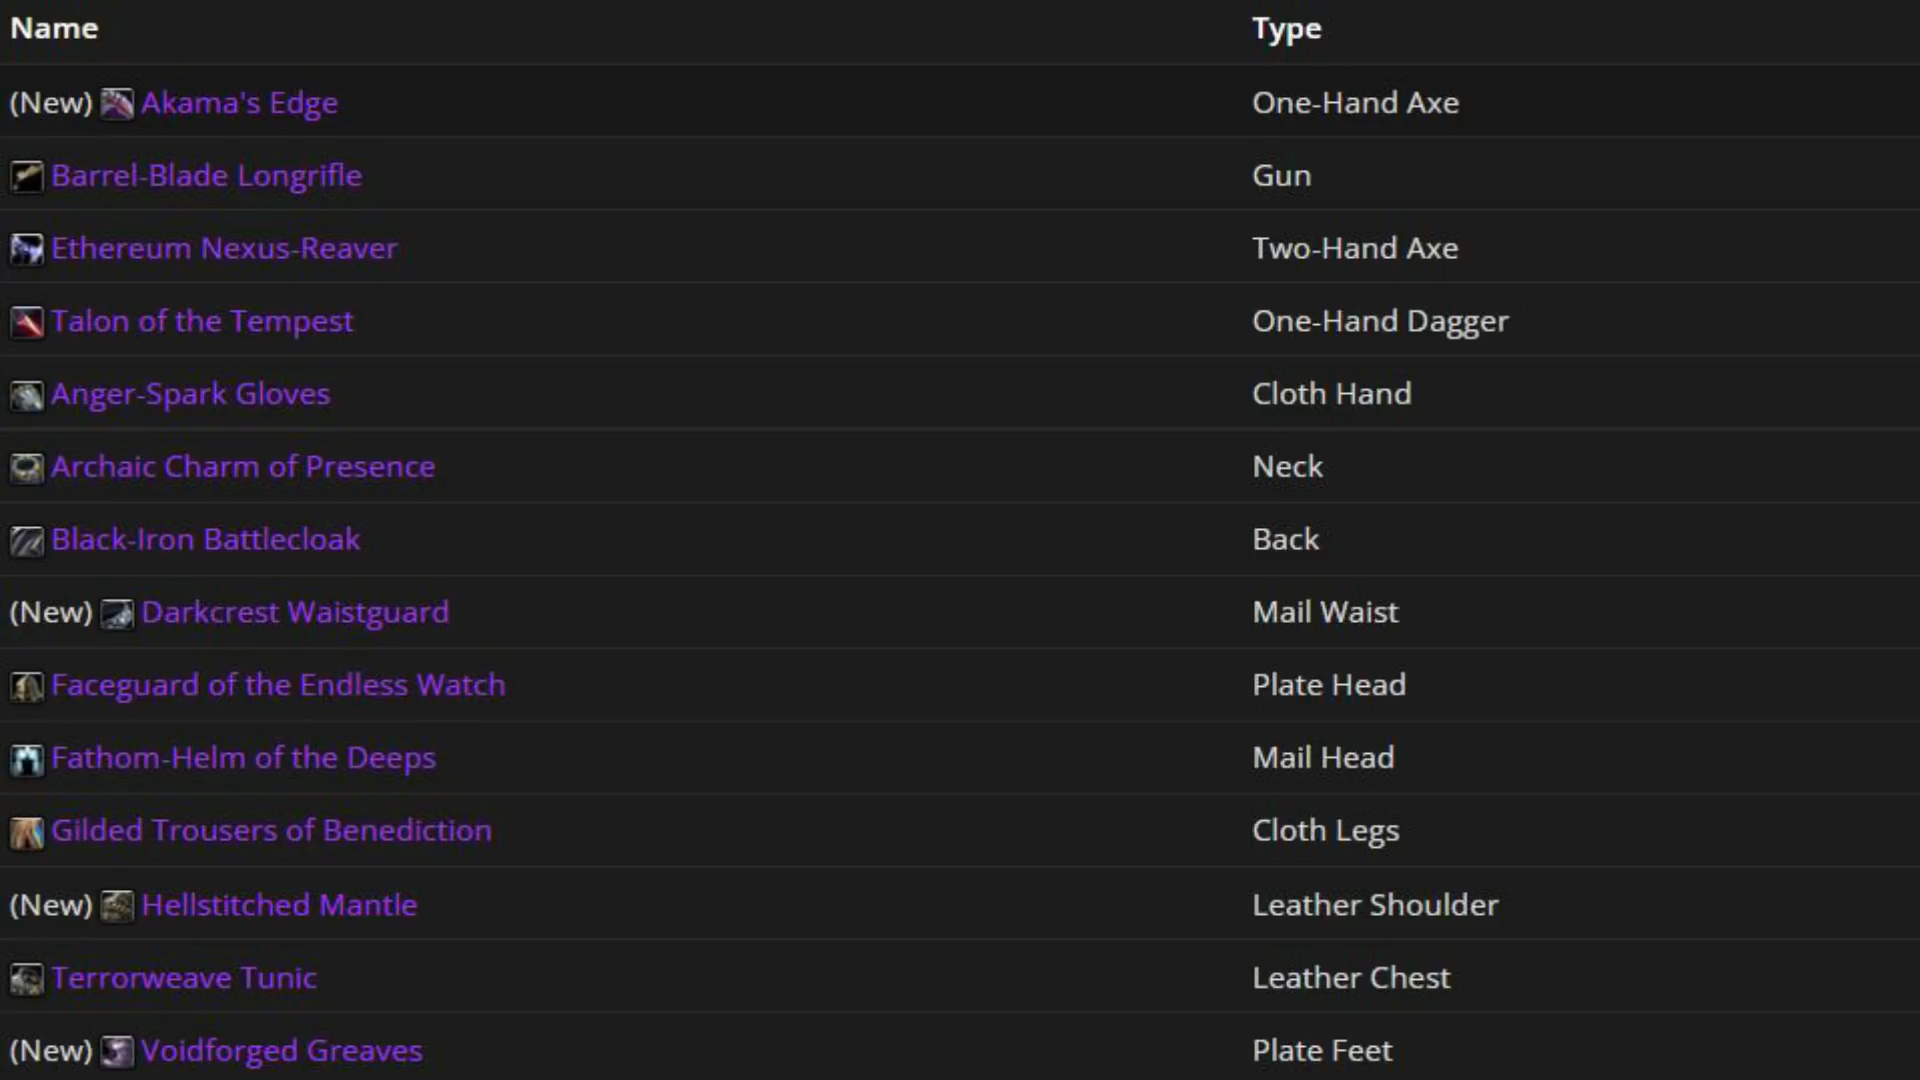 Name Type
(New) Akama's Edge One-Hand Axe
Barrel-Blade Longrifle Gun
Ethereum Nexus-Reaver Two-Hand Axe
Talon of the Tempest One-Hand Dagger
Anger-Spark Gloves Cloth Hand
Archaic Charm of Presence Neck
Black-Iron Battlecloak Back
(New) Darkcrest Waistguard Mail Waist
Faceguard of the Endless Watch Plate Head
Fathom-Helm of the Deeps Mail Head
Gilded Trousers of Benediction Cloth Legs
(New) Hellstitched Mantle Leather Shoulder
Terrorweave Tunic Leather Chest
(New) Voidforged Greaves Plate Feet